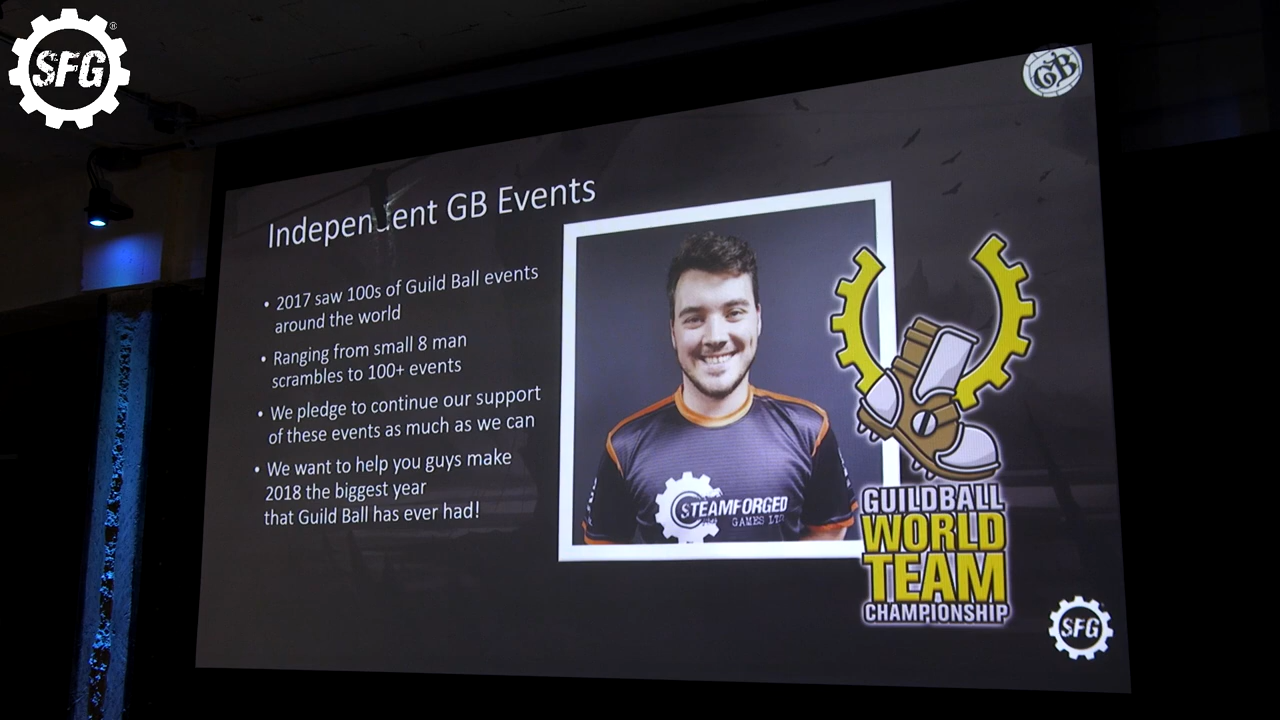 SFG
®
GB
Independent GB Events
• 2017 saw 100s of Guild Ball events
around the world
• Ranging from small 8 man
scrambles to 100+ events
• We pledge to continue our support
of these events as much as we can
• We want to help you guys make
2018 the biggest year
that Guild Ball has ever had!
STEAMFORGED
GAMES LTD
GUILDBALL
WORLD
TEAM
CHAMPIONSHIP
SFG